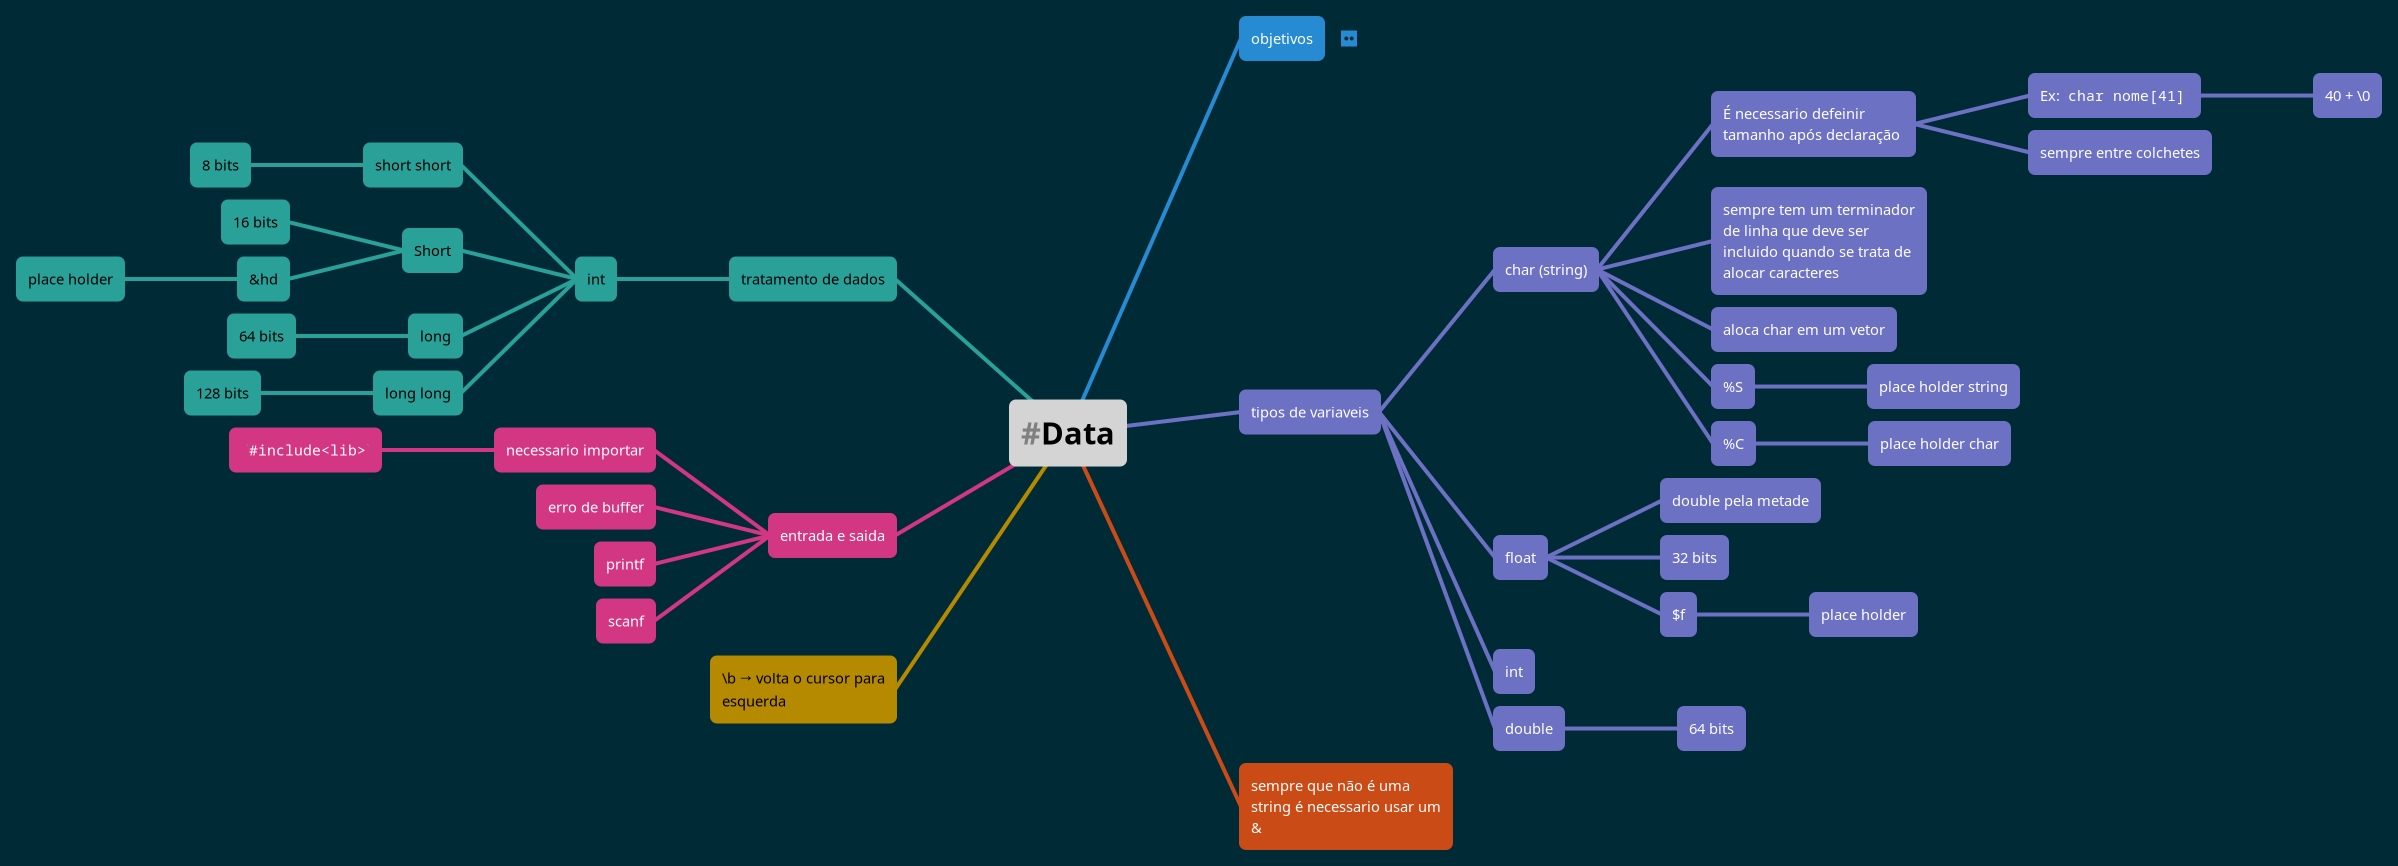 #Data
objetivos
tipos de variaveis
char (string)
É necessario defeinir
tamanho após declaração
Ex: char nome[41]
40 + \0
sempre entre colchetes
sempre tem um terminador
de linha que deve ser
incluido quando se trata de
alocar caracteres
aloca char em um vetor
%S
place holder string
%C
place holder char
float
double pela metade
32 bits
$f
place holder
int
double
64 bits
sempre que não é uma
string é necessario usar um
&
tratamento de dados
int
short short
8 bits
Short
16 bits
&hd
place holder
long
64 bits
long long
128 bits
entrada e saida
necessario importar
#include<lib>
erro de buffer
printf
scanf
\b → volta o cursor para
esquerda